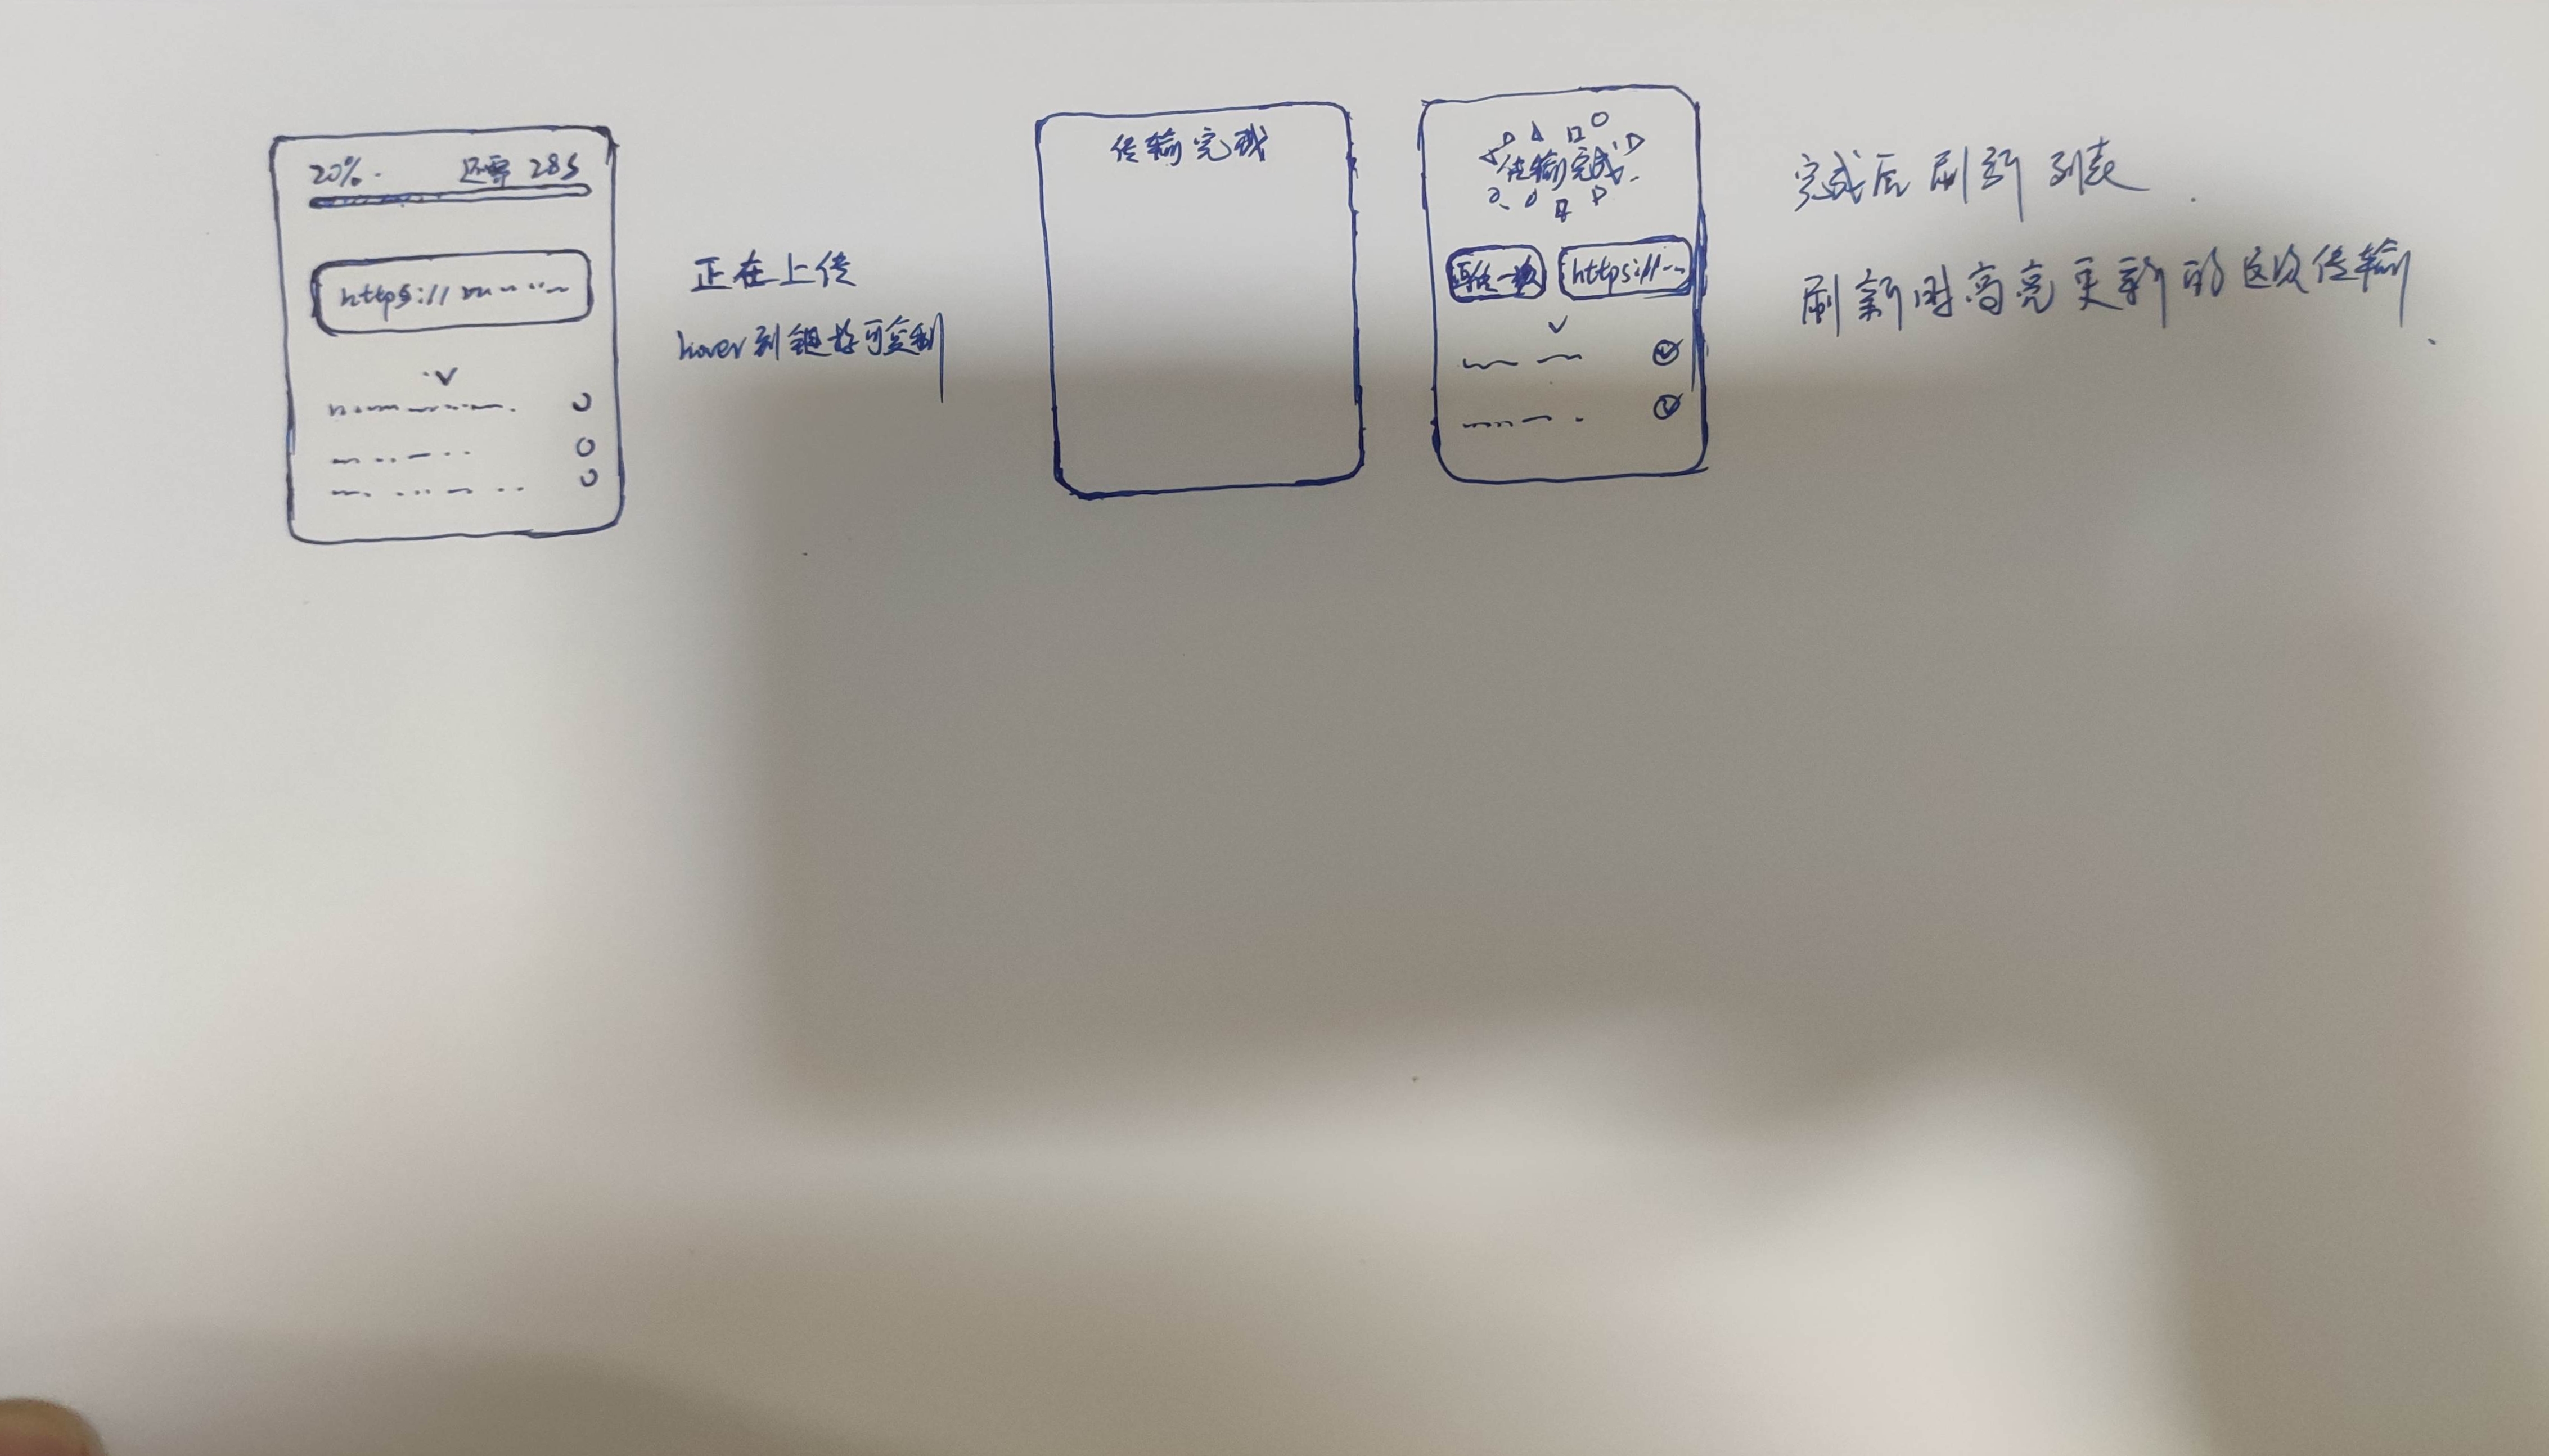 20%. 还需 28s
https://
正在上传
hover到链接可复制
传输完成
传输完成
再传一次 https://
完成后刷新列表
刷新时高亮更新的这次传输.